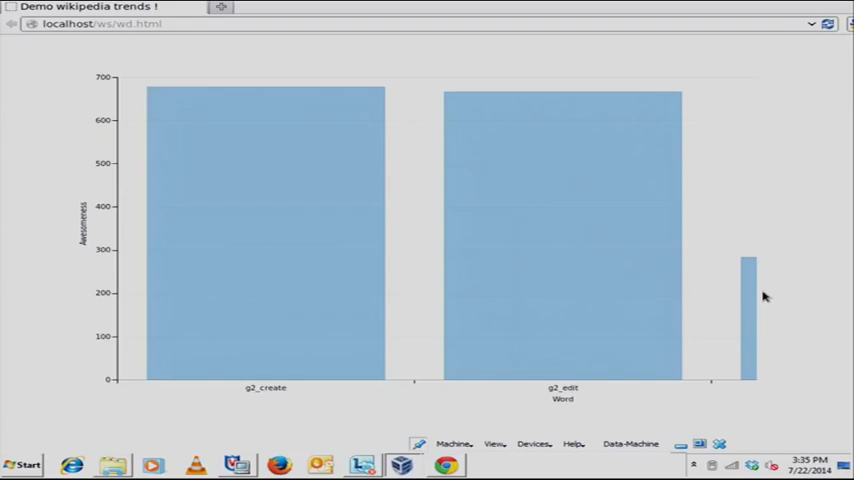 Demo wikipedia trends !
localhost/ws/wd.html
700
600
500
400
300
200
100
0
Awesomeness
g2_create
g2_edit
Word
Machine
View
Devices
Help
Data-Machine
Start
3:35 PM
7/22/2014